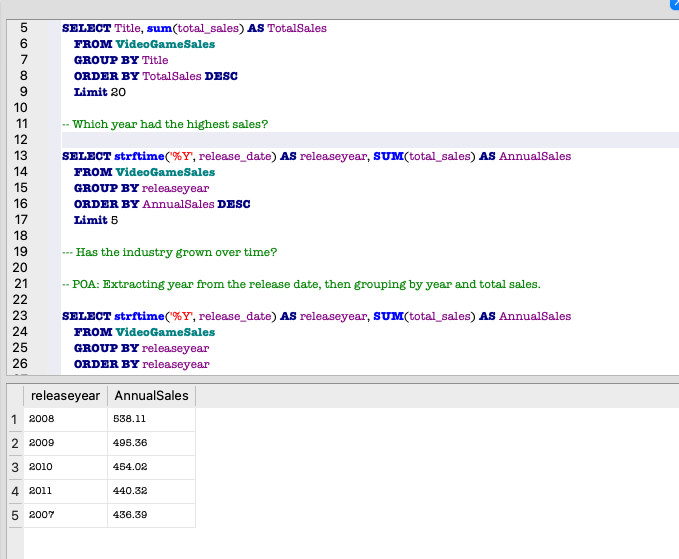 5 SELECT Title, sum(total_sales) AS TotalSales
6 FROM VideoGameSales
7 GROUP BY Title
8 ORDER BY TotalSales DESC
9 Limit 20
10
11 -- Which year had the highest sales?
12
13 SELECT strftime('%Y', release_date) AS releaseyear, SUM(total_sales) AS AnnualSales
14 FROM VideoGameSales
15 GROUP BY releaseyear
16 ORDER BY AnnualSales DESC
17 Limit 5
18
19 --- Has the industry grown over time?
20
21 -- POA: Extracting year from the release date, then grouping by year and total sales.
22
23 SELECT strftime('%Y', release_date) AS releaseyear, SUM(total_sales) AS AnnualSales
24 FROM VideoGameSales
25 GROUP BY releaseyear
26 ORDER BY releaseyear
releaseyear AnnualSales
1 2008 538.11
2 2009 495.36
3 2010 454.02
4 2011 440.32
5 2007 436.39